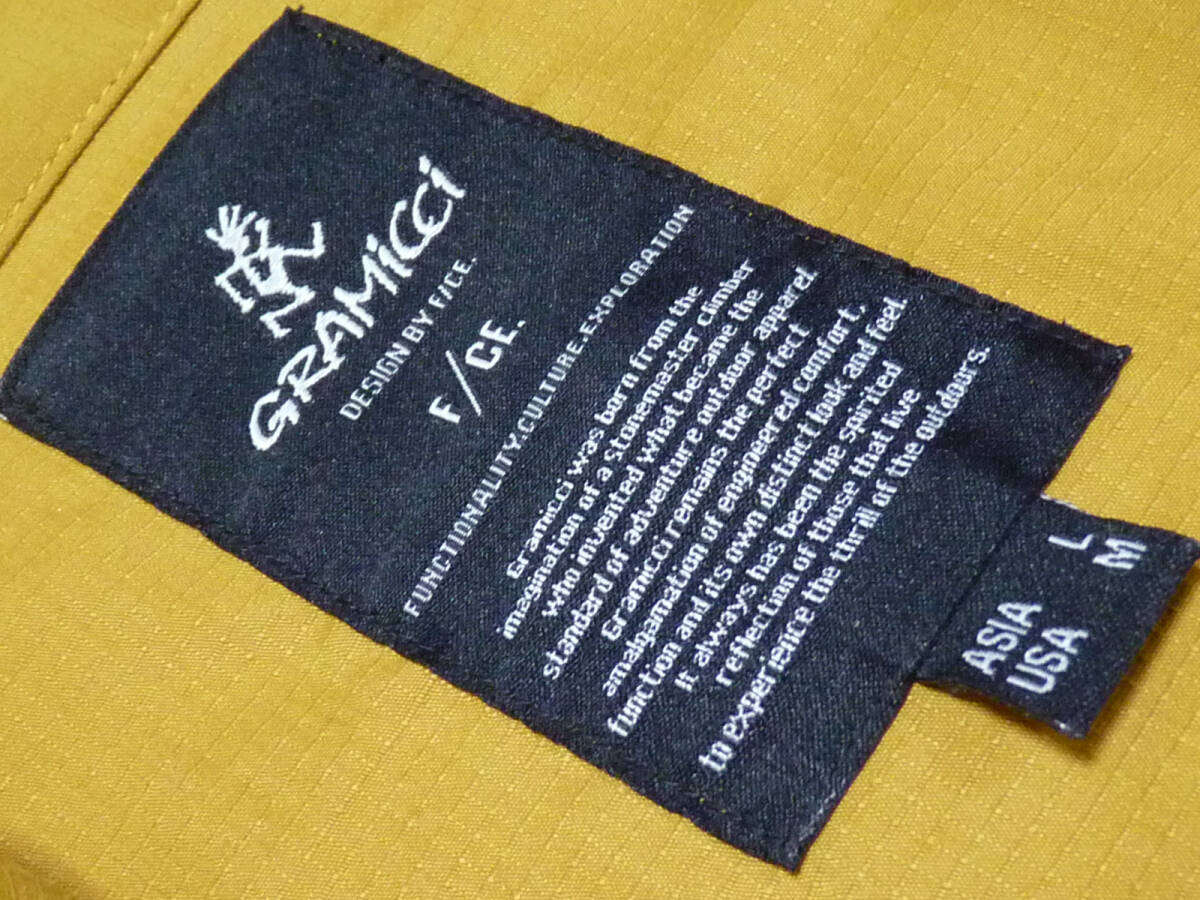 GRAMiCCi
DESIGN BY F/CE.
F/CE.
FUNCTIONALITY.CULTURE.EXPLORATION
Gramicci was born from the
imagination of a Stonemaster climber
who invented what became the
standard of adventure outdoor apparel.
Gramicci remains the perfect
amalgamation of engineered comfort,
function and its own distinct look and feel.
It always has been the spirited
reflection of those that live
to experience the thrill of the outdoors.
ASIA L
USA M